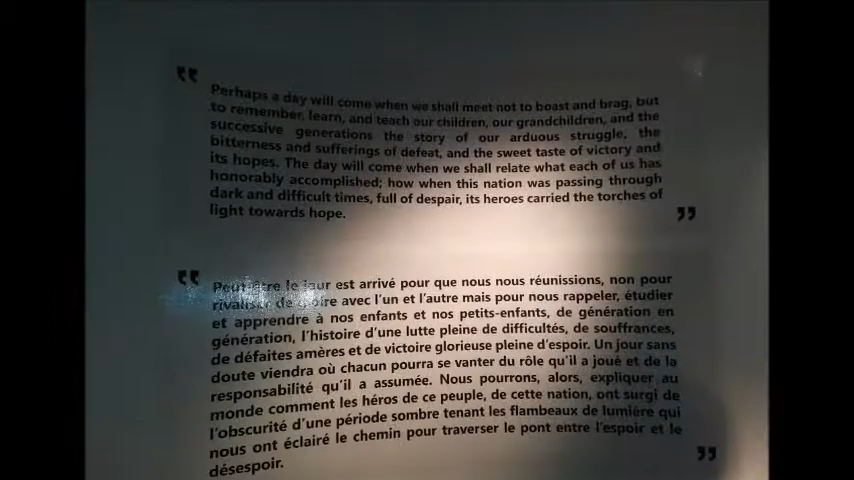 "
Perhaps a day will come when we shall meet not to boast and brag, but
to remember, learn, and teach our children, our grandchildren, and the
successive generations the story of our arduous struggle, the
bitterness and sufferings of defeat, and the sweet taste of victory and
its hopes. The day will come when we shall relate what each of us has
honorably accomplished; how when this nation was passing through
dark and difficult times, full of despair, its heroes carried the torches of
light towards hope.
"
"
Peut-être le jour est arrivé pour que nous nous réunissions, non pour
rivaliser de gloire avec l'un et l'autre mais pour nous rappeler, étudier
et apprendre à nos enfants et nos petits-enfants, de génération en
génération, l'histoire d'une lutte pleine de difficultés, de souffrances,
de défaites amères et de victoire glorieuse pleine d'espoir. Un jour sans
doute viendra où chacun pourra se vanter du rôle qu'il a joué et de la
responsabilité qu'il a assumée. Nous pourrons, alors, expliquer au
monde comment les héros de ce peuple, de cette nation, ont surgi de
l'obscurité d'une période sombre tenant les flambeaux de lumière qui
nous ont éclairé le chemin pour traverser le pont entre l'espoir et le
désespoir.
"